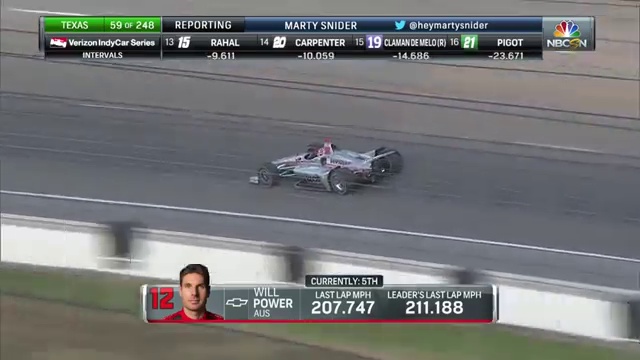 TEXAS 59 OF 248 REPORTING MARTY SNIDER @heymartysnider
Verizon IndyCar Series 13 15 RAHAL 14 20 CARPENTER 15 19 CLAMAN DE MELO (R) 16 21 PIGOT
INTERVALS -9.611 -10.059 -14.686 -23.671
NBCSN
CURRENTLY: 5TH
12 WILL POWER AUS
LAST LAP MPH 207.747
LEADER'S LAST LAP MPH 211.188